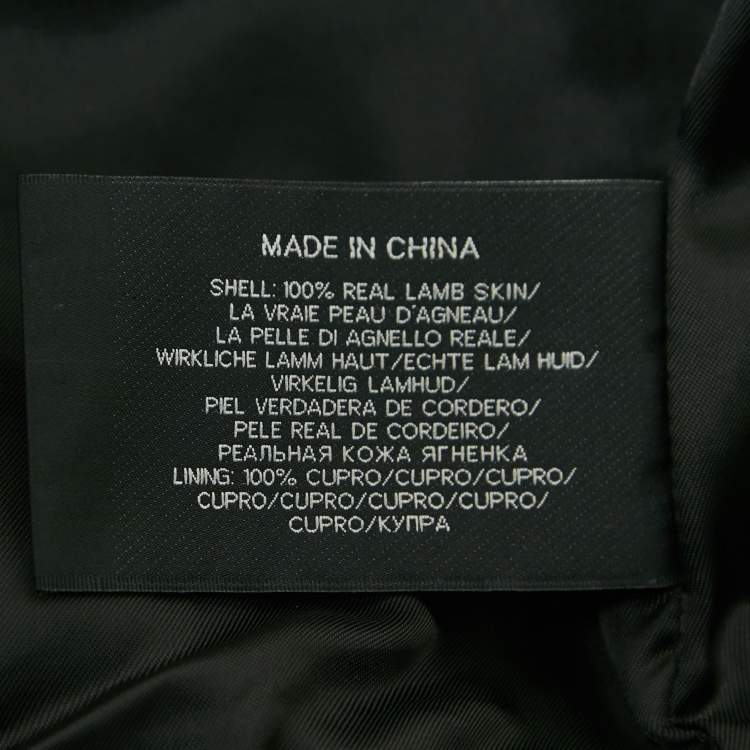 MADE IN CHINA
SHELL: 100% REAL LAMB SKIN/
LA VRAIE PEAU D'AGNEAU/
LA PELLE DI AGNELLO REALE/
WIRKLICHE LAMM HAUT/ECHTE LAM HUID/
VIRKELIG LAMHUD/
PIEL VERDADERA DE CORDERO/
PELE REAL DE CORDEIRO/
РЕАЛЬНАЯ КОЖА ЯГНЕНКА
LINING: 100% CUPRO/CUPRO/CUPRO/
CUPRO/CUPRO/CUPRO/CUPRO/
CUPRO/КУПРА